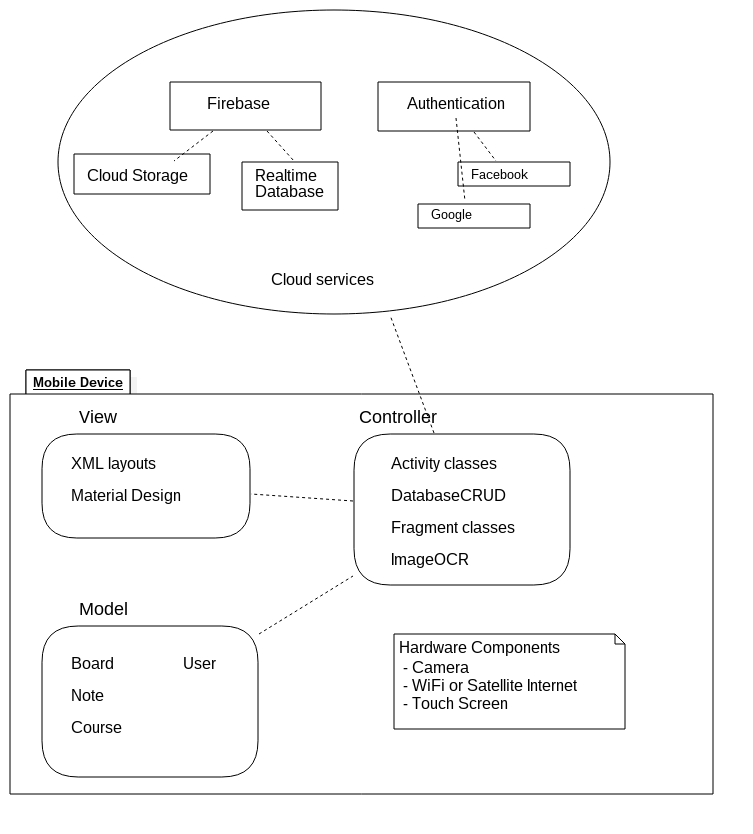 Firebase
Authentication
Cloud Storage
Realtime
Database
Facebook
Google
Cloud services
Mobile Device
View
Controller
XML layouts
Material Design
Activity classes
DatabaseCRUD
Fragment classes
ImageOCR
Model
Board
User
Note
Course
Hardware Components
- Camera
- WiFi or Satellite Internet
- Touch Screen